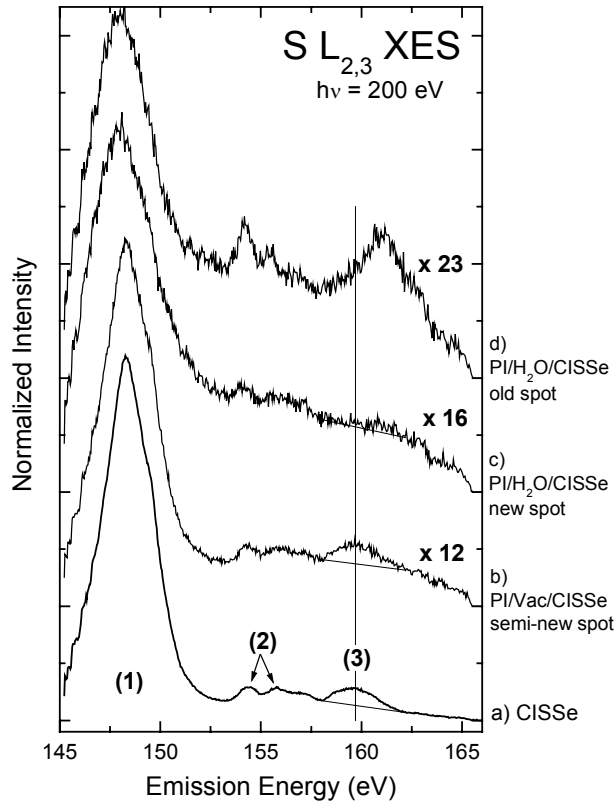 S L2,3 XES
hν = 200 eV
x 23
d)
PI/H2O/CISSe
old spot
x 16
c)
PI/H2O/CISSe
new spot
x 12
b)
PI/Vac/CISSe
semi-new spot
(1)
(2)
(3)
a) CISSe
Normalized Intensity
145
150
155
160
165
Emission Energy (eV)